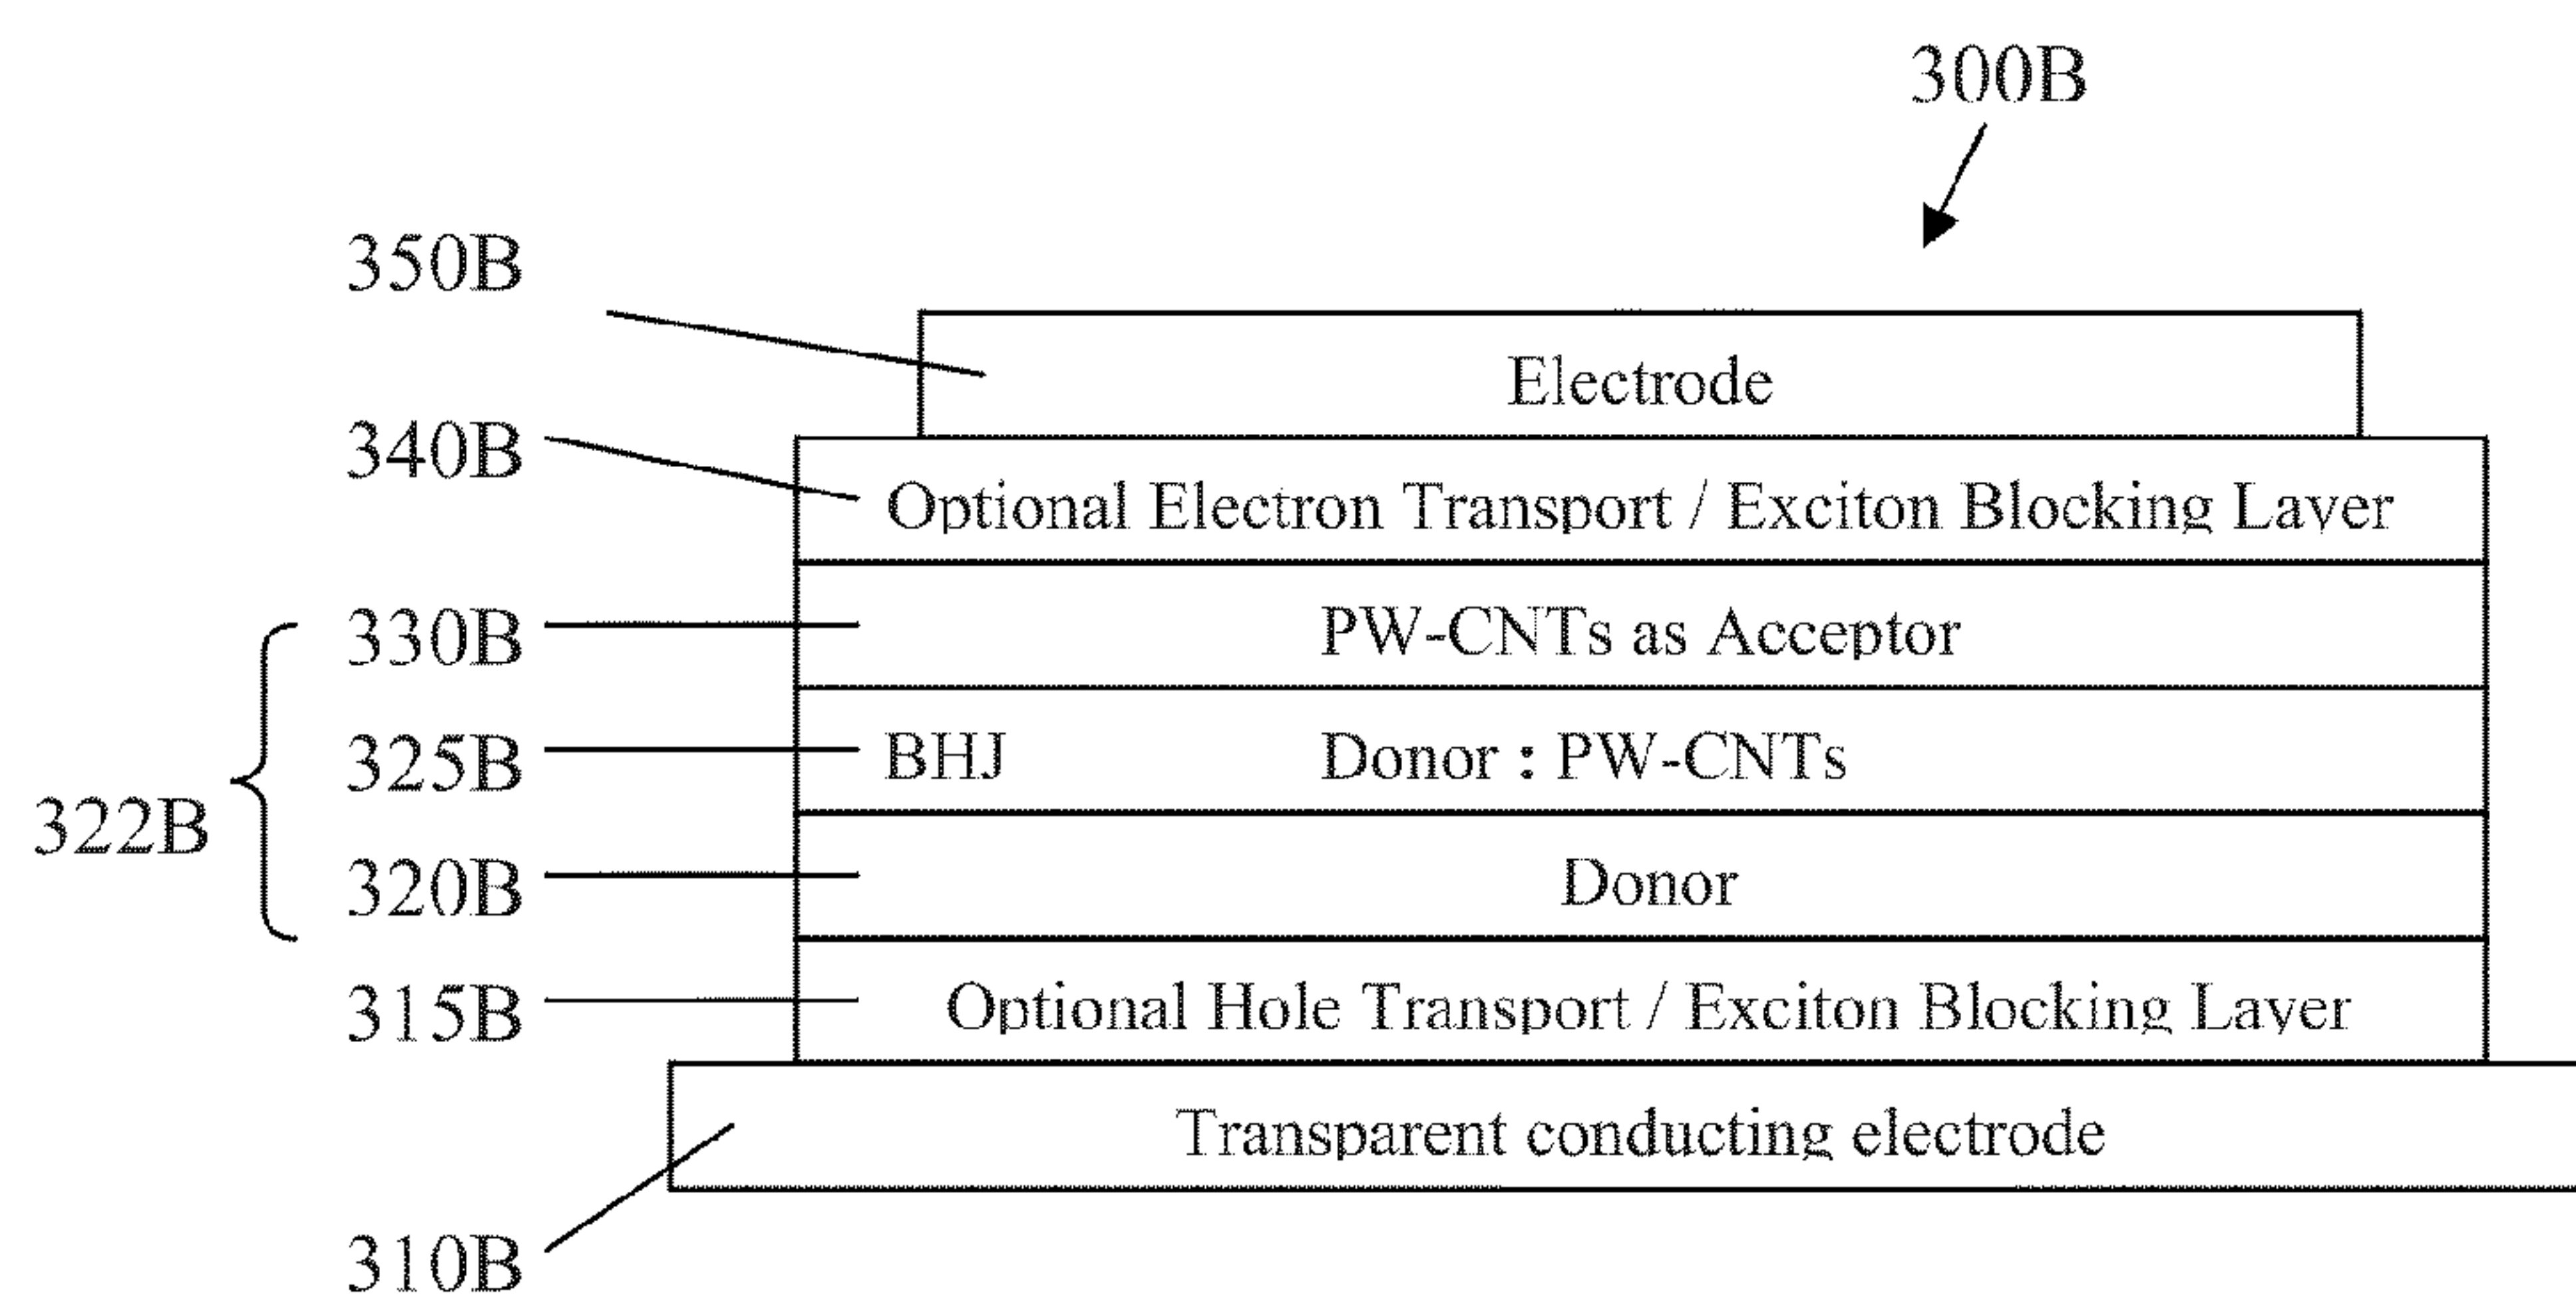 300B
350B
Electrode
340B
Optional Electron Transport / Exciton Blocking Layer
330B
PW-CNTs as Acceptor
325B
BHJ Donor : PW-CNTs
322B
320B
Donor
315B
Optional Hole Transport / Exciton Blocking Layer
Transparent conducting electrode
310B